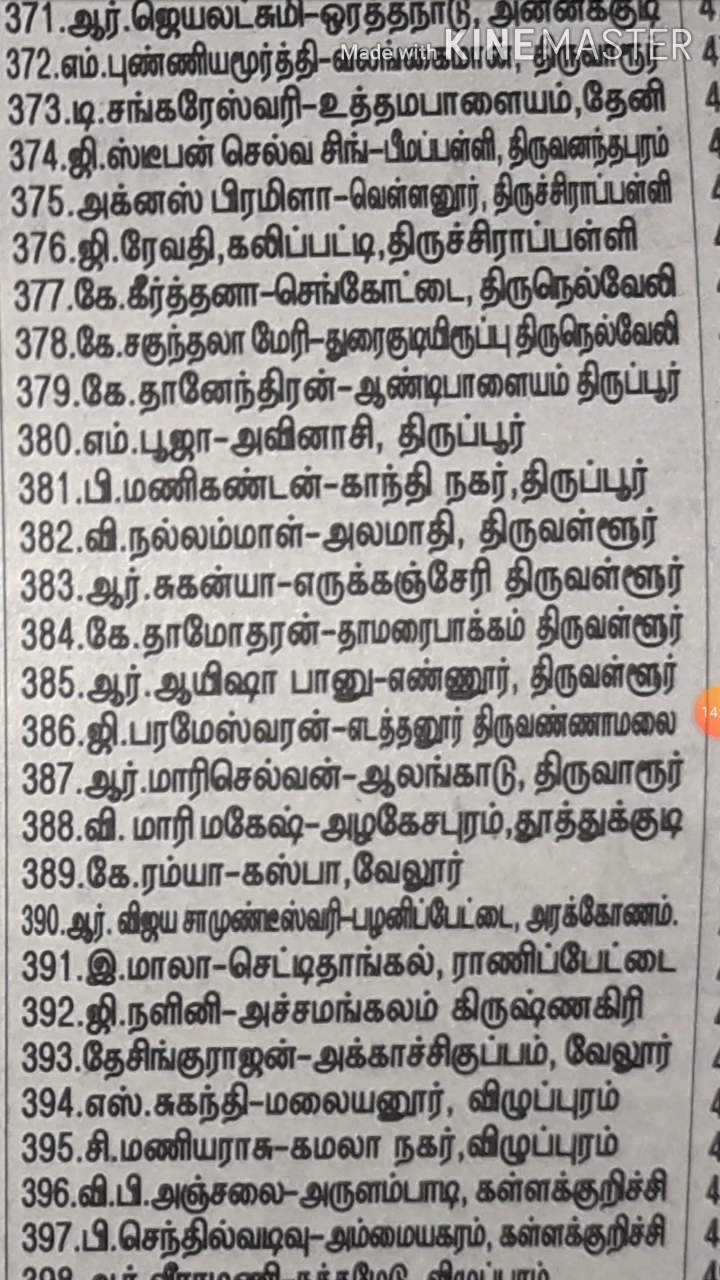 371.ஆர்.ஜெயலட்சுமி-ஒரத்தநாடு, அன்னக்குடி
Made with KINEMASTER
372.எம்.புண்ணியமூர்த்தி-வலங்கைமான், திருவாரூர்
373.டி.சங்கரேஸ்வரி-உத்தமபாளையம்,தேனி
374.ஜி.ஸ்டீபன் செல்வ சிங்-பீமப்பள்ளி, திருவனந்தபுரம்
375.அக்னஸ் பிரமிளா-வெள்ளனூர், திருச்சிராப்பள்ளி
376.ஜி.ரேவதி,கலிப்பட்டி,திருச்சிராப்பள்ளி
377.கே.கீர்த்தனா-செங்கோட்டை, திருநெல்வேலி
378.கே.சகுந்தலா மேரி-துரைகுடியிருப்பு திருநெல்வேலி
379.கே.தானேந்திரன்-ஆண்டிபாளையம் திருப்பூர்
380.எம்.பூஜா-அவினாசி, திருப்பூர்
381.பி.மணிகண்டன்-காந்தி நகர்,திருப்பூர்
382.வி.நல்லம்மாள்-அலமாதி, திருவள்ளூர்
383.ஆர்.சுகன்யா-எருக்கஞ்சேரி திருவள்ளூர்
384.கே.தாமோதரன்-தாமரைபாக்கம் திருவள்ளூர்
385.ஆர்.ஆயிஷா பானு-எண்ணூர், திருவள்ளூர்
386.ஜி.பரமேஸ்வரன்-எடத்தனூர் திருவண்ணாமலை
387.ஆர்.மாரிசெல்வன்-ஆலங்காடு, திருவாரூர்
388.வி. மாரி மகேஷ்-அழகேசபுரம்,தூத்துக்குடி
389.கே.ரம்யா-கஸ்பா,வேலூர்
390.ஆர். விஜய சாமுண்டீஸ்வரி-பழனிப்பேட்டை, அரக்கோணம்.
391.இ.மாலா-செட்டிதாங்கல், ராணிப்பேட்டை
392.ஜி.நளினி-அச்சமங்கலம் கிருஷ்ணகிரி
393.தேசிங்குராஜன்-அக்காச்சிகுப்பம், வேலூர்
394.எஸ்.சுகந்தி-மலையனூர், விழுப்புரம்
395.சி.மணியராசு-கமலா நகர்,விழுப்புரம்
396.வி.பி.அஞ்சலை-அருளம்பாடி, கள்ளக்குறிச்சி
397.பி.செந்தில்வடிவு-அம்மையகரம், கள்ளக்குறிச்சி